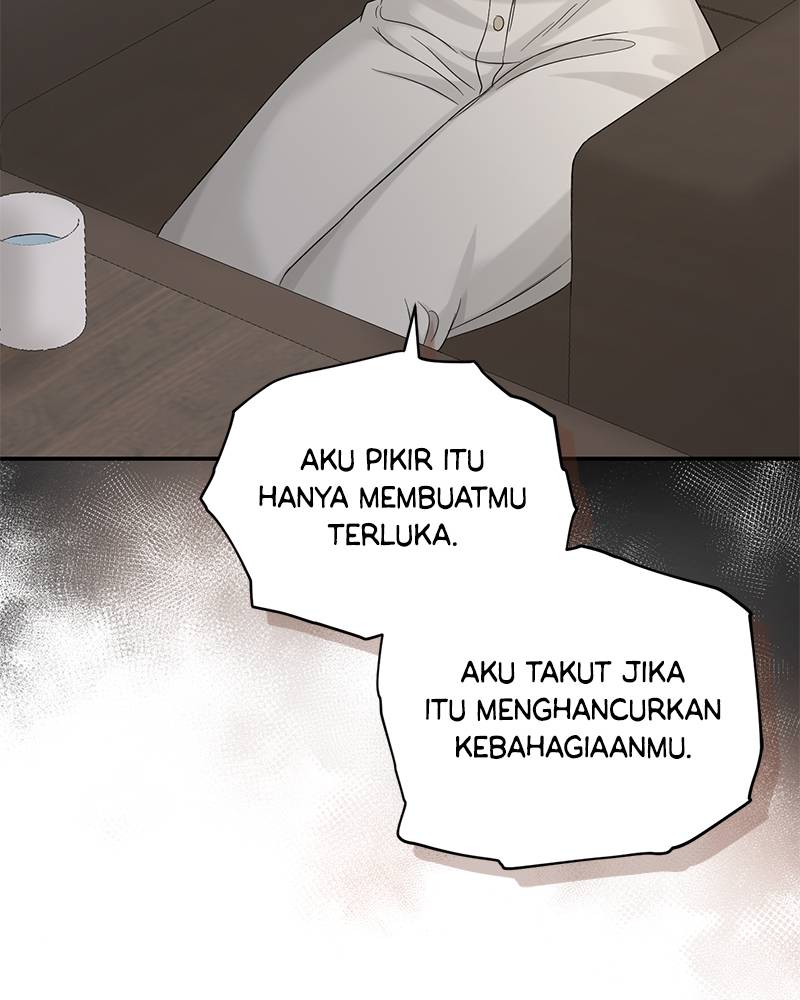 AKU PIKIR ITU
HANYA MEMBUATMU
TERLUKA.
AKU TAKUT JIKA
ITU MENGHANCURKAN
KEBAHAGIAANMU.